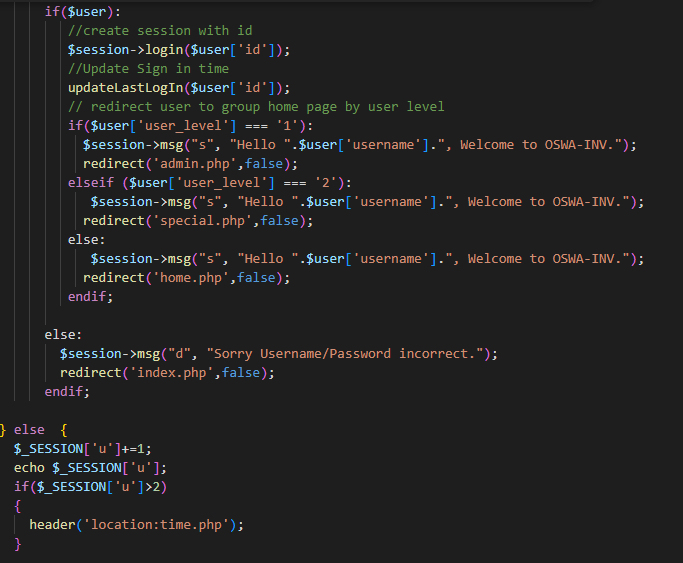 if($user):
//create session with id
$session->login($user['id']);
//Update Sign in time
updateLastLogIn($user['id']);
// redirect user to group home page by user level
if($user['user_level'] === '1'):
$session->msg("s", "Hello ".$user['username'].", Welcome to OSWA-INV.");
redirect('admin.php',false);
elseif ($user['user_level'] === '2'):
$session->msg("s", "Hello ".$user['username'].", Welcome to OSWA-INV.");
redirect('special.php',false);
else:
$session->msg("s", "Hello ".$user['username'].", Welcome to OSWA-INV.");
redirect('home.php',false);
endif;
else:
$session->msg("d", "Sorry Username/Password incorrect.");
redirect('index.php',false);
endif;
} else {
$_SESSION['u']+=1;
echo $_SESSION['u'];
if($_SESSION['u']>2)
{
header('location:time.php');
}